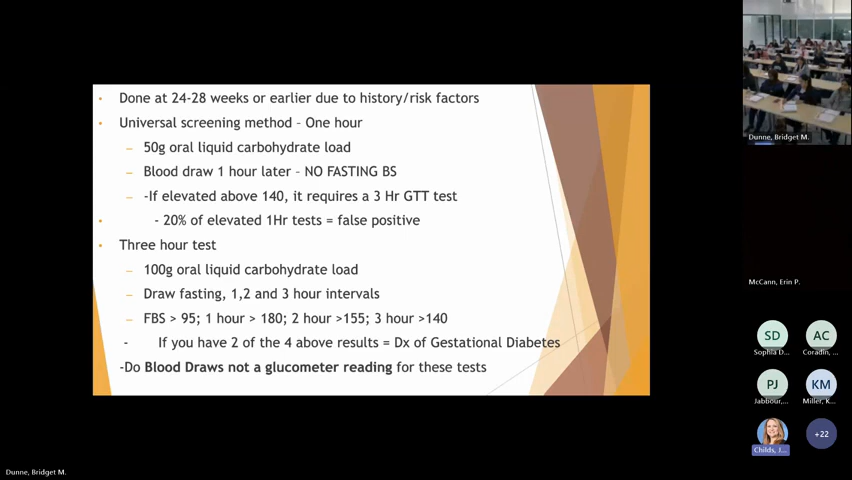 • Done at 24-28 weeks or earlier due to history/risk factors
• Universal screening method – One hour
– 50g oral liquid carbohydrate load
– Blood draw 1 hour later – NO FASTING BS
– -If elevated above 140, it requires a 3 Hr GTT test
• - 20% of elevated 1Hr tests = false positive
• Three hour test
– 100g oral liquid carbohydrate load
– Draw fasting, 1,2 and 3 hour intervals
– FBS > 95; 1 hour > 180; 2 hour >155; 3 hour >140
- If you have 2 of the 4 above results = Dx of Gestational Diabetes
-Do Blood Draws not a glucometer reading for these tests
Dunne, Bridget M.
McCann, Erin P.
SD
AC
Sophia D...
Coradin, ...
PJ
KM
Jabbour,...
Miller, K...
+22
Childs, J...
Dunne, Bridget M.